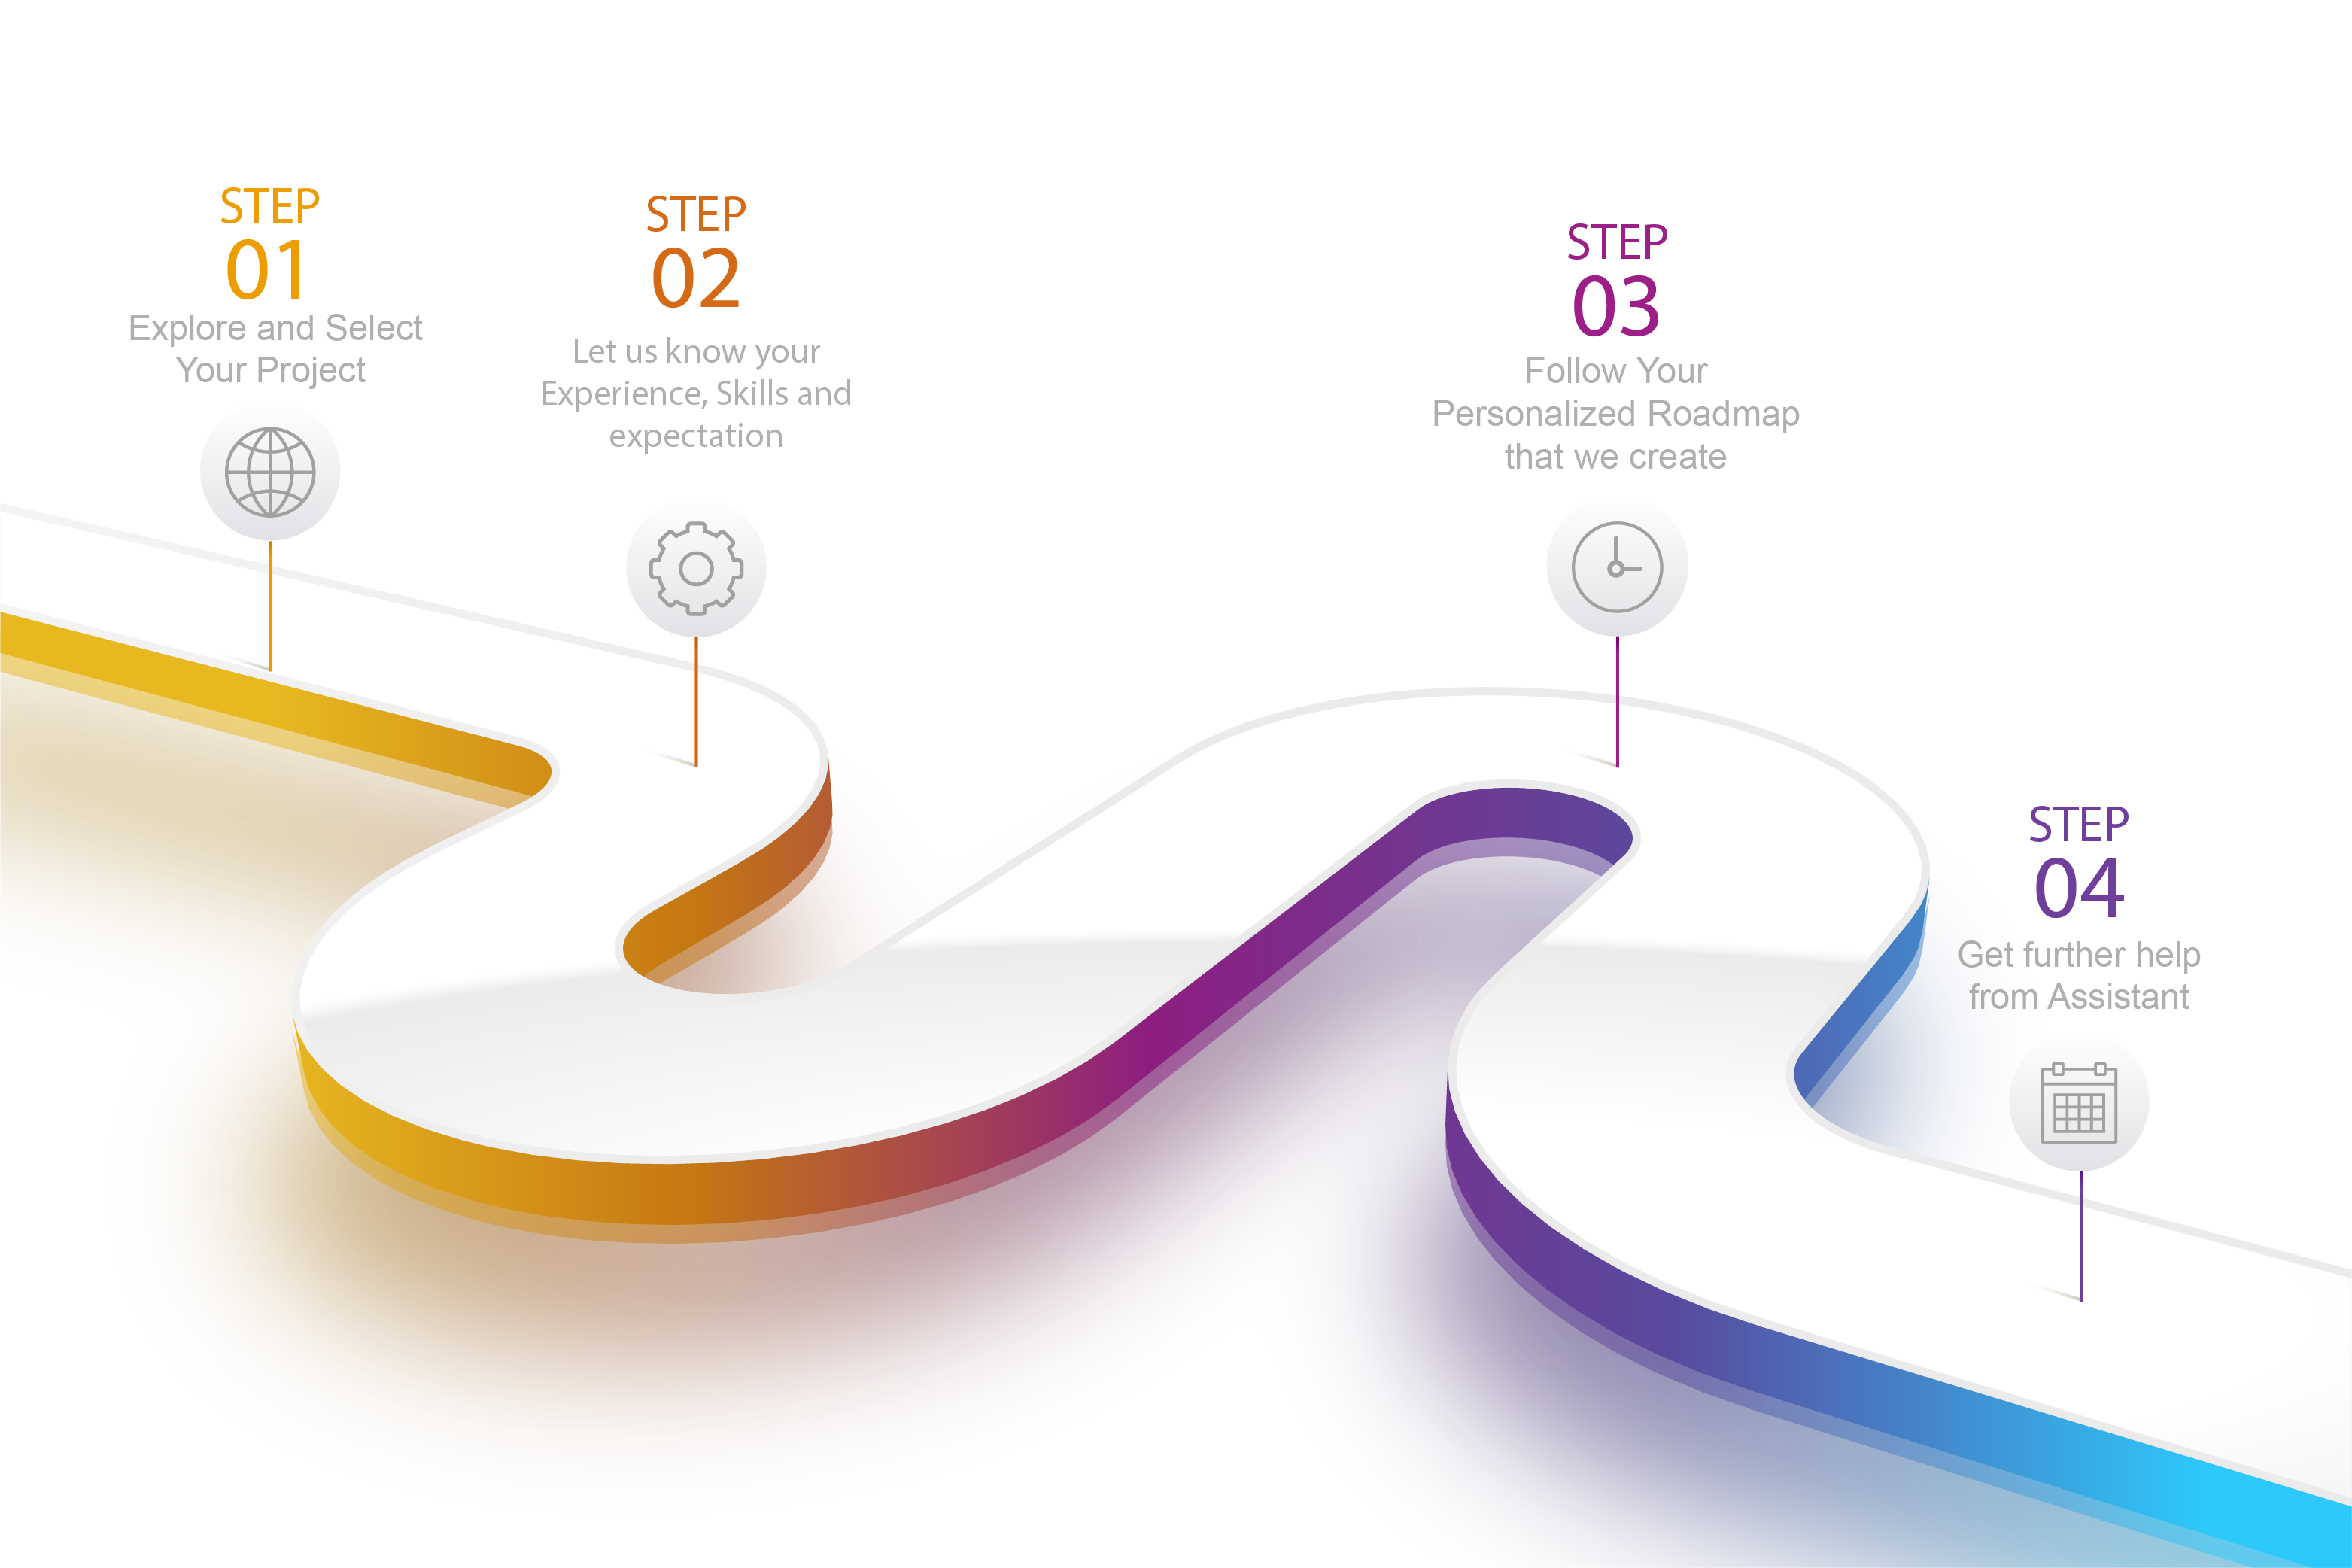 STEP
01
Explore and Select
Your Project
STEP
02
Let us know your
Experience, Skills and
expectation
STEP
03
Follow Your
Personalized Roadmap
that we create
STEP
04
Get further help
from Assistant